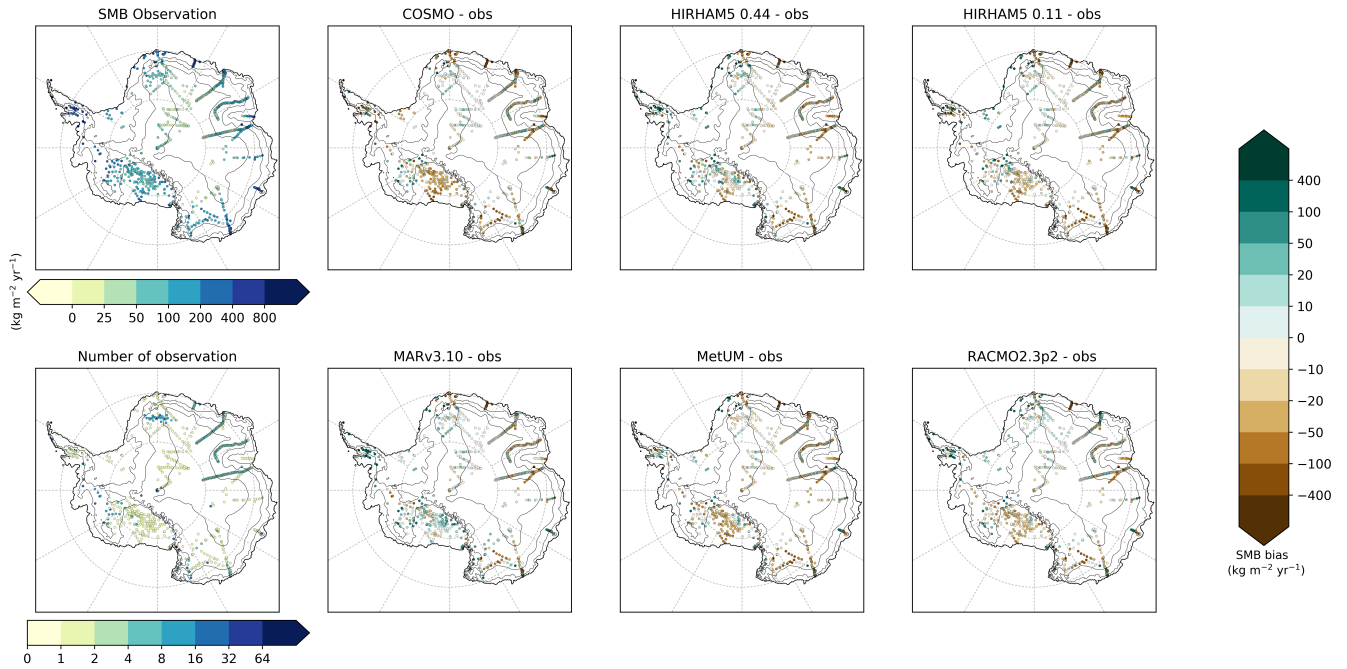 SMB Observation
COSMO - obs
HIRHAM5 0.44 - obs
HIRHAM5 0.11 - obs
(kg m⁻² yr⁻¹)
0 25 50 100 200 400 800
Number of observation
MARv3.10 - obs
MetUM - obs
RACMO2.3p2 - obs
0 1 2 4 8 16 32 64
400
100
50
20
10
0
−10
−20
−50
−100
−400
SMB bias
(kg m⁻² yr⁻¹)